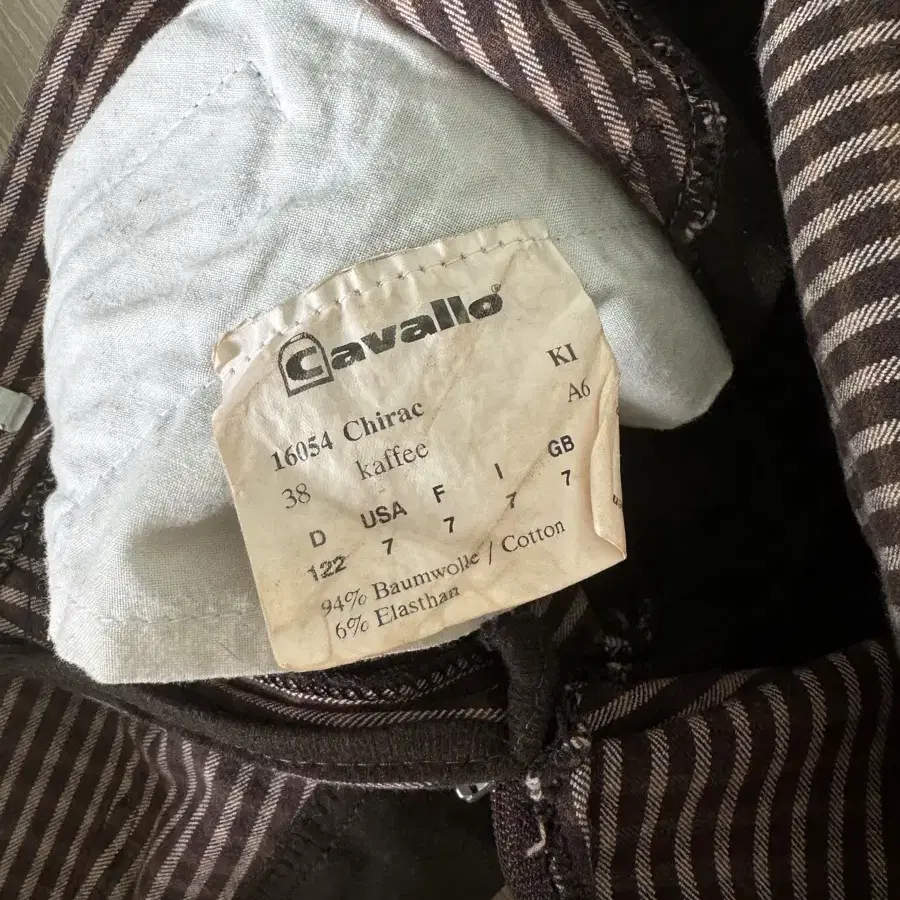 Cavallo®
KI
16054 Chirac A6
38 kaffee
D USA F I GB
122 7 7 7 7
94% Baumwolle / Cotton
6% Elasthan